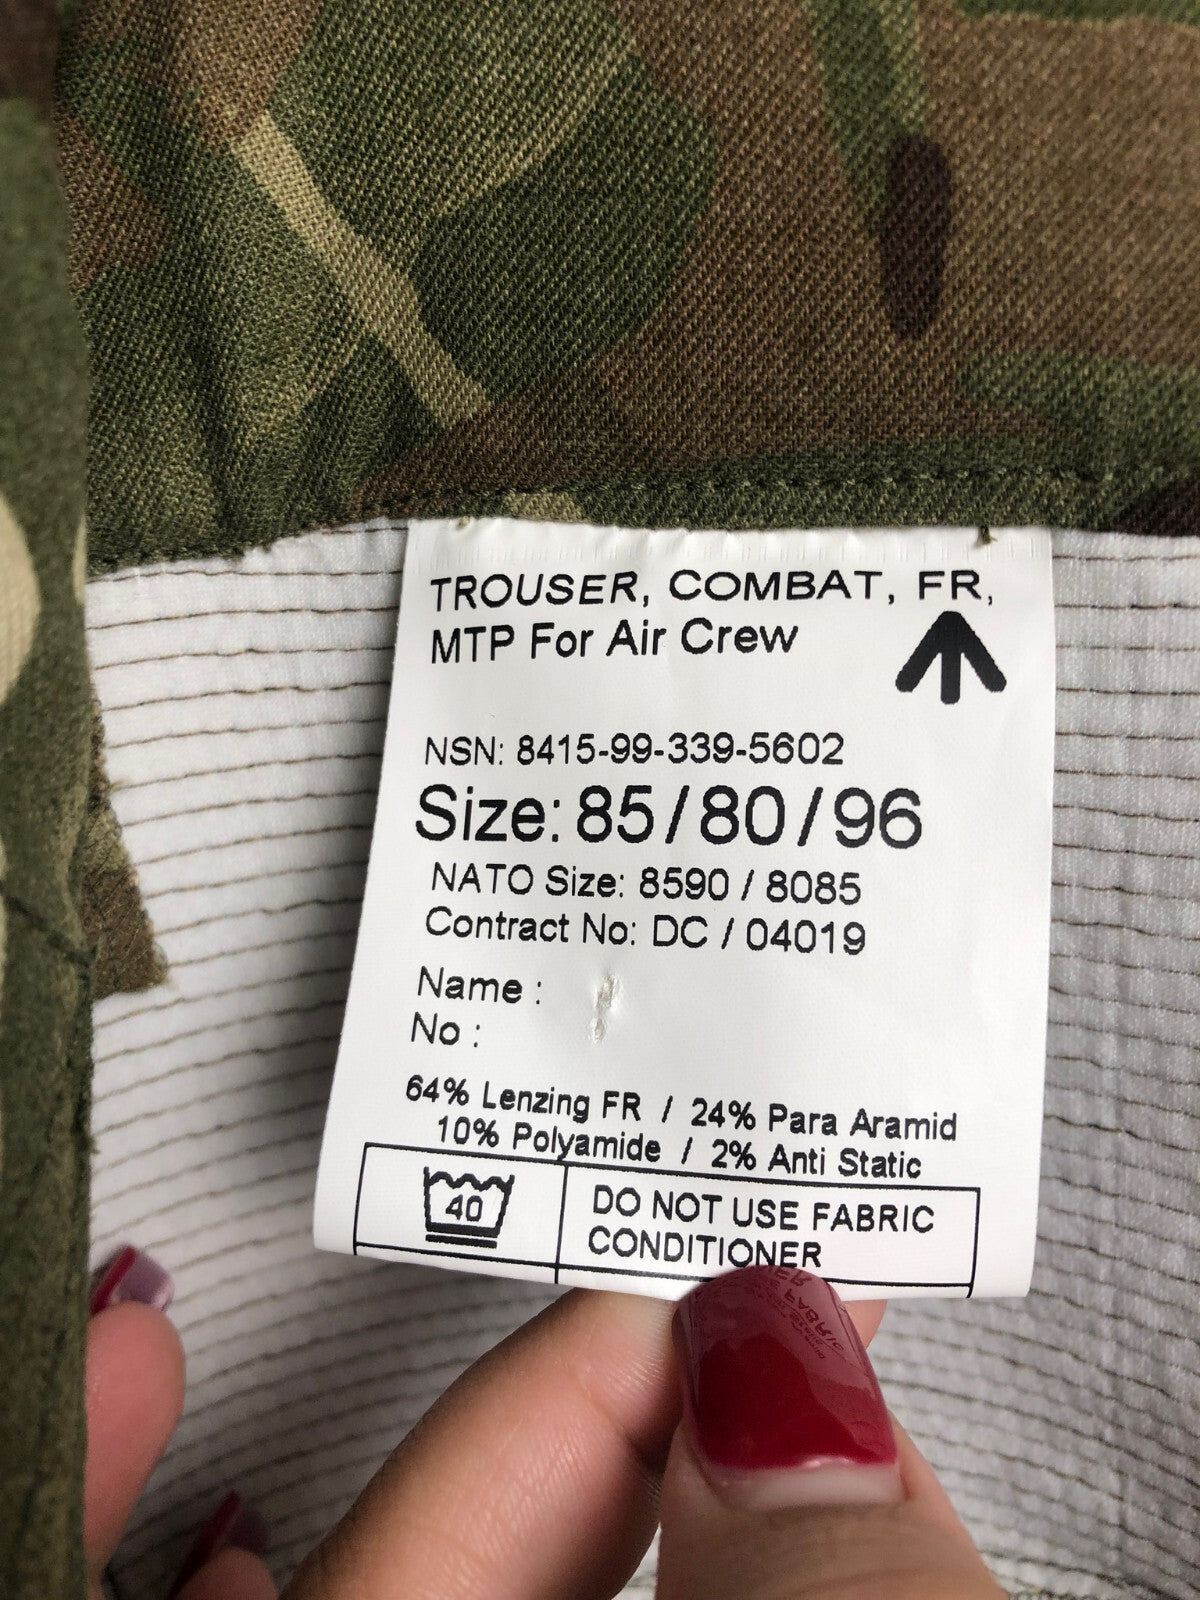 TROUSER, COMBAT, FR,
MTP For Air Crew
NSN: 8415-99-339-5602
Size: 85/80/96
NATO Size: 8590 / 8085
Contract No: DC / 04019
Name :
No :
64% Lenzing FR / 24% Para Aramid
10% Polyamide / 2% Anti Static
40
DO NOT USE FABRIC
CONDITIONER